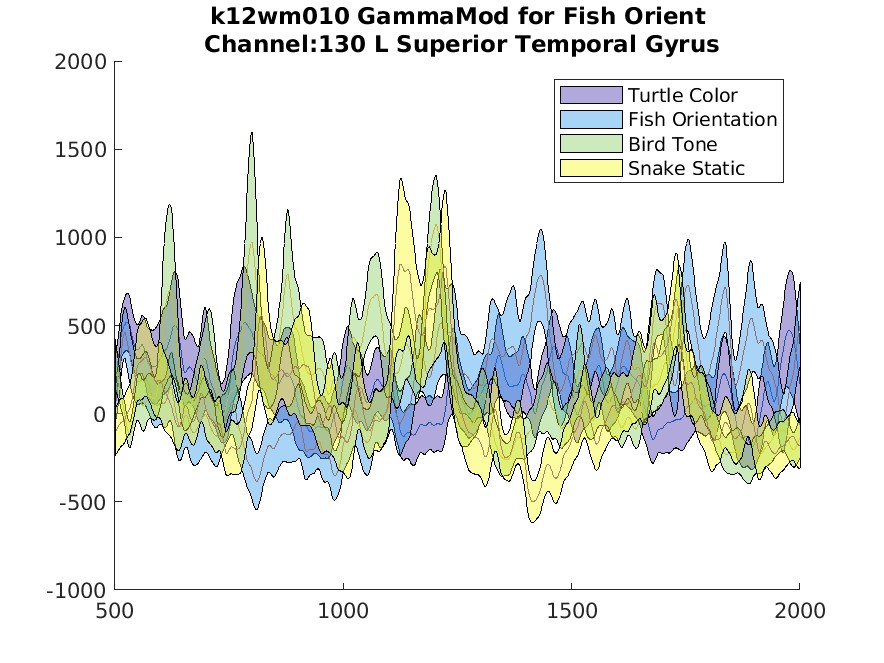 k12wm010 GammaMod for Fish Orient
Channel:130 L Superior Temporal Gyrus
2000
1500
1000
500
0
-500
-1000
500 1000 1500 2000
Turtle Color
Fish Orientation
Bird Tone
Snake Static